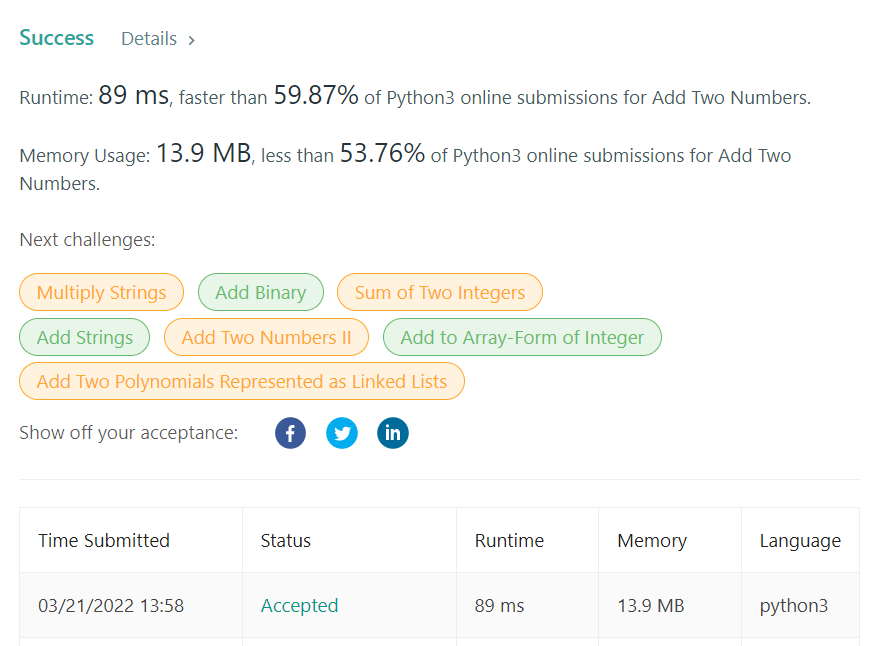 Success Details >
Runtime: 89 ms, faster than 59.87% of Python3 online submissions for Add Two Numbers.
Memory Usage: 13.9 MB, less than 53.76% of Python3 online submissions for Add Two
Numbers.
Next challenges:
Multiply Strings Add Binary Sum of Two Integers
Add Strings Add Two Numbers II Add to Array-Form of Integer
Add Two Polynomials Represented as Linked Lists
Show off your acceptance: f in
Time Submitted Status Runtime Memory Language
03/21/2022 13:58 Accepted 89 ms 13.9 MB python3